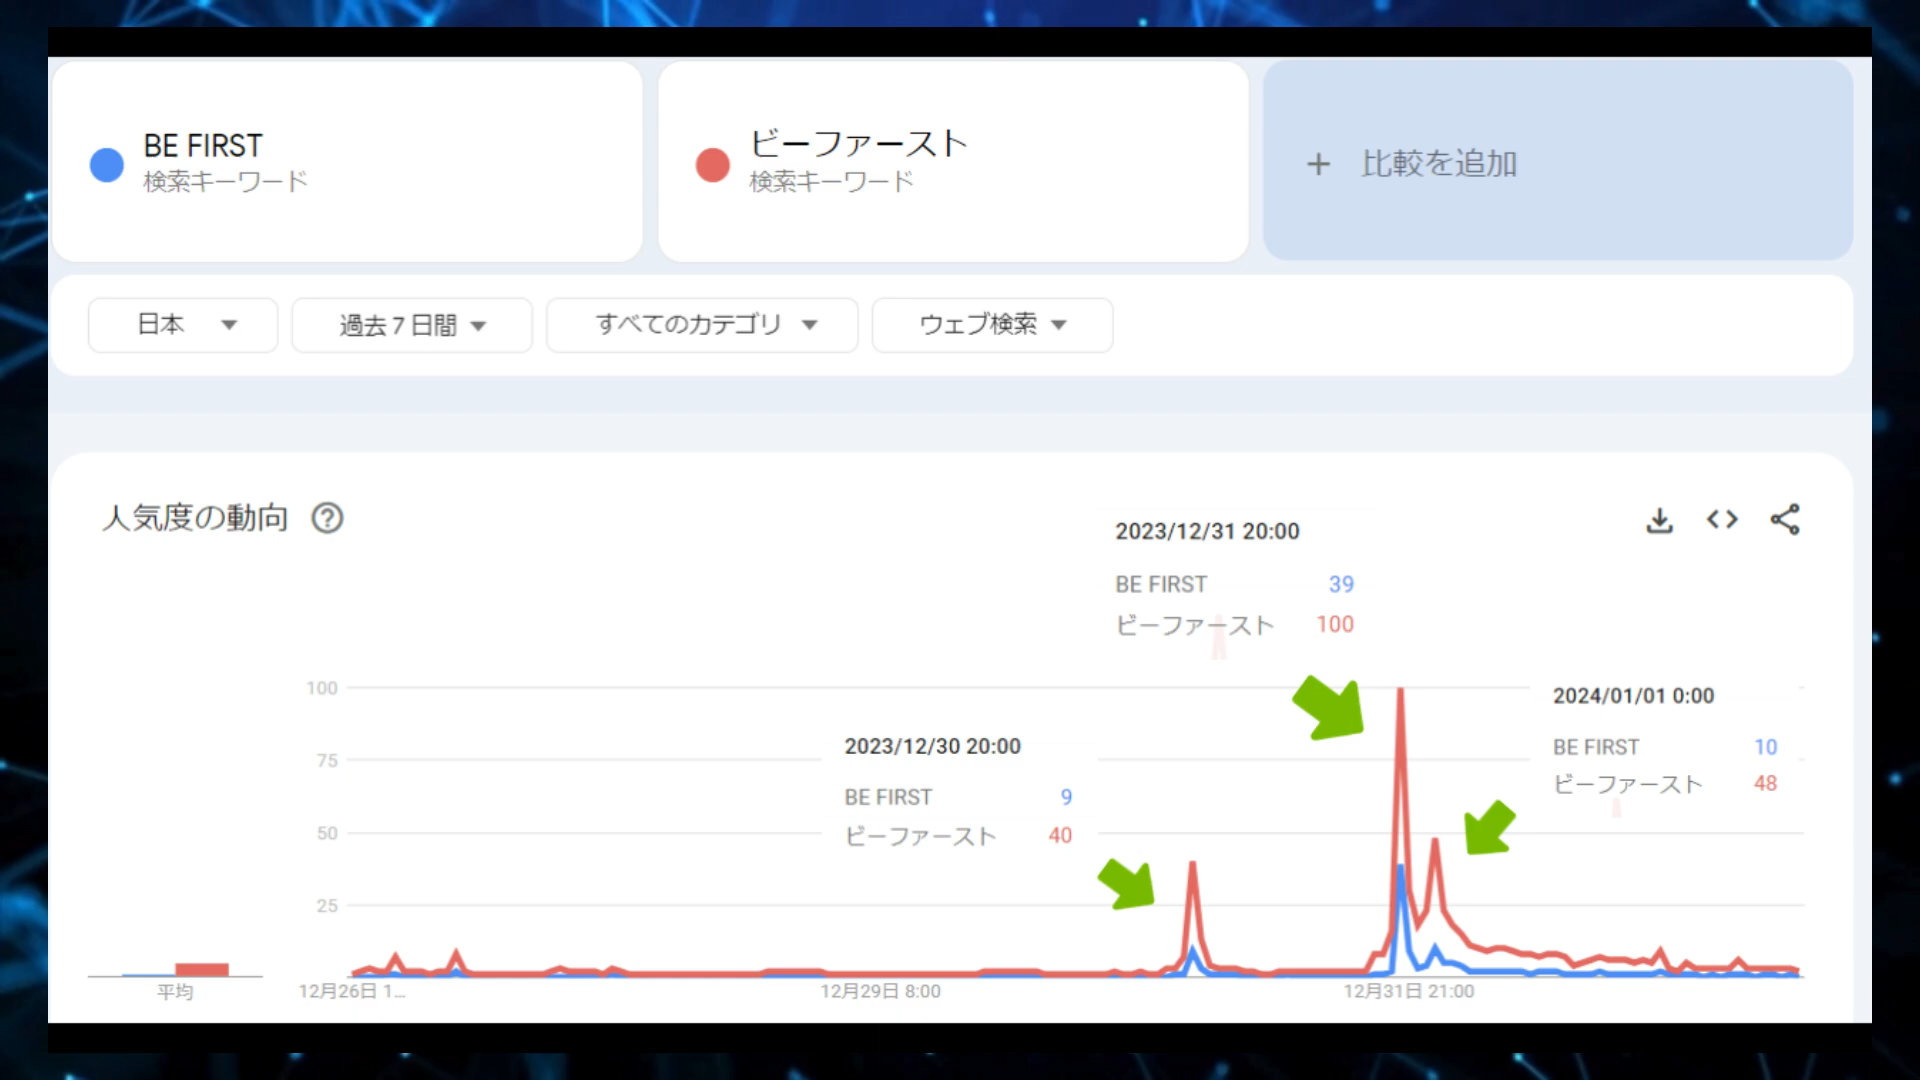 BE FIRST
検索キーワード
ビーファースト
検索キーワード
+ 比較を追加
日本
過去 7 日間
すべてのカテゴリ
ウェブ検索
人気度の動向
2023/12/31 20:00
BE FIRST 39
ビーファースト 100
2024/01/01 0:00
BE FIRST 10
ビーファースト 48
2023/12/30 20:00
BE FIRST 9
ビーファースト 40
100
75
50
25
平均
12月26日 1...
12月29日 8:00
12月31日 21:00